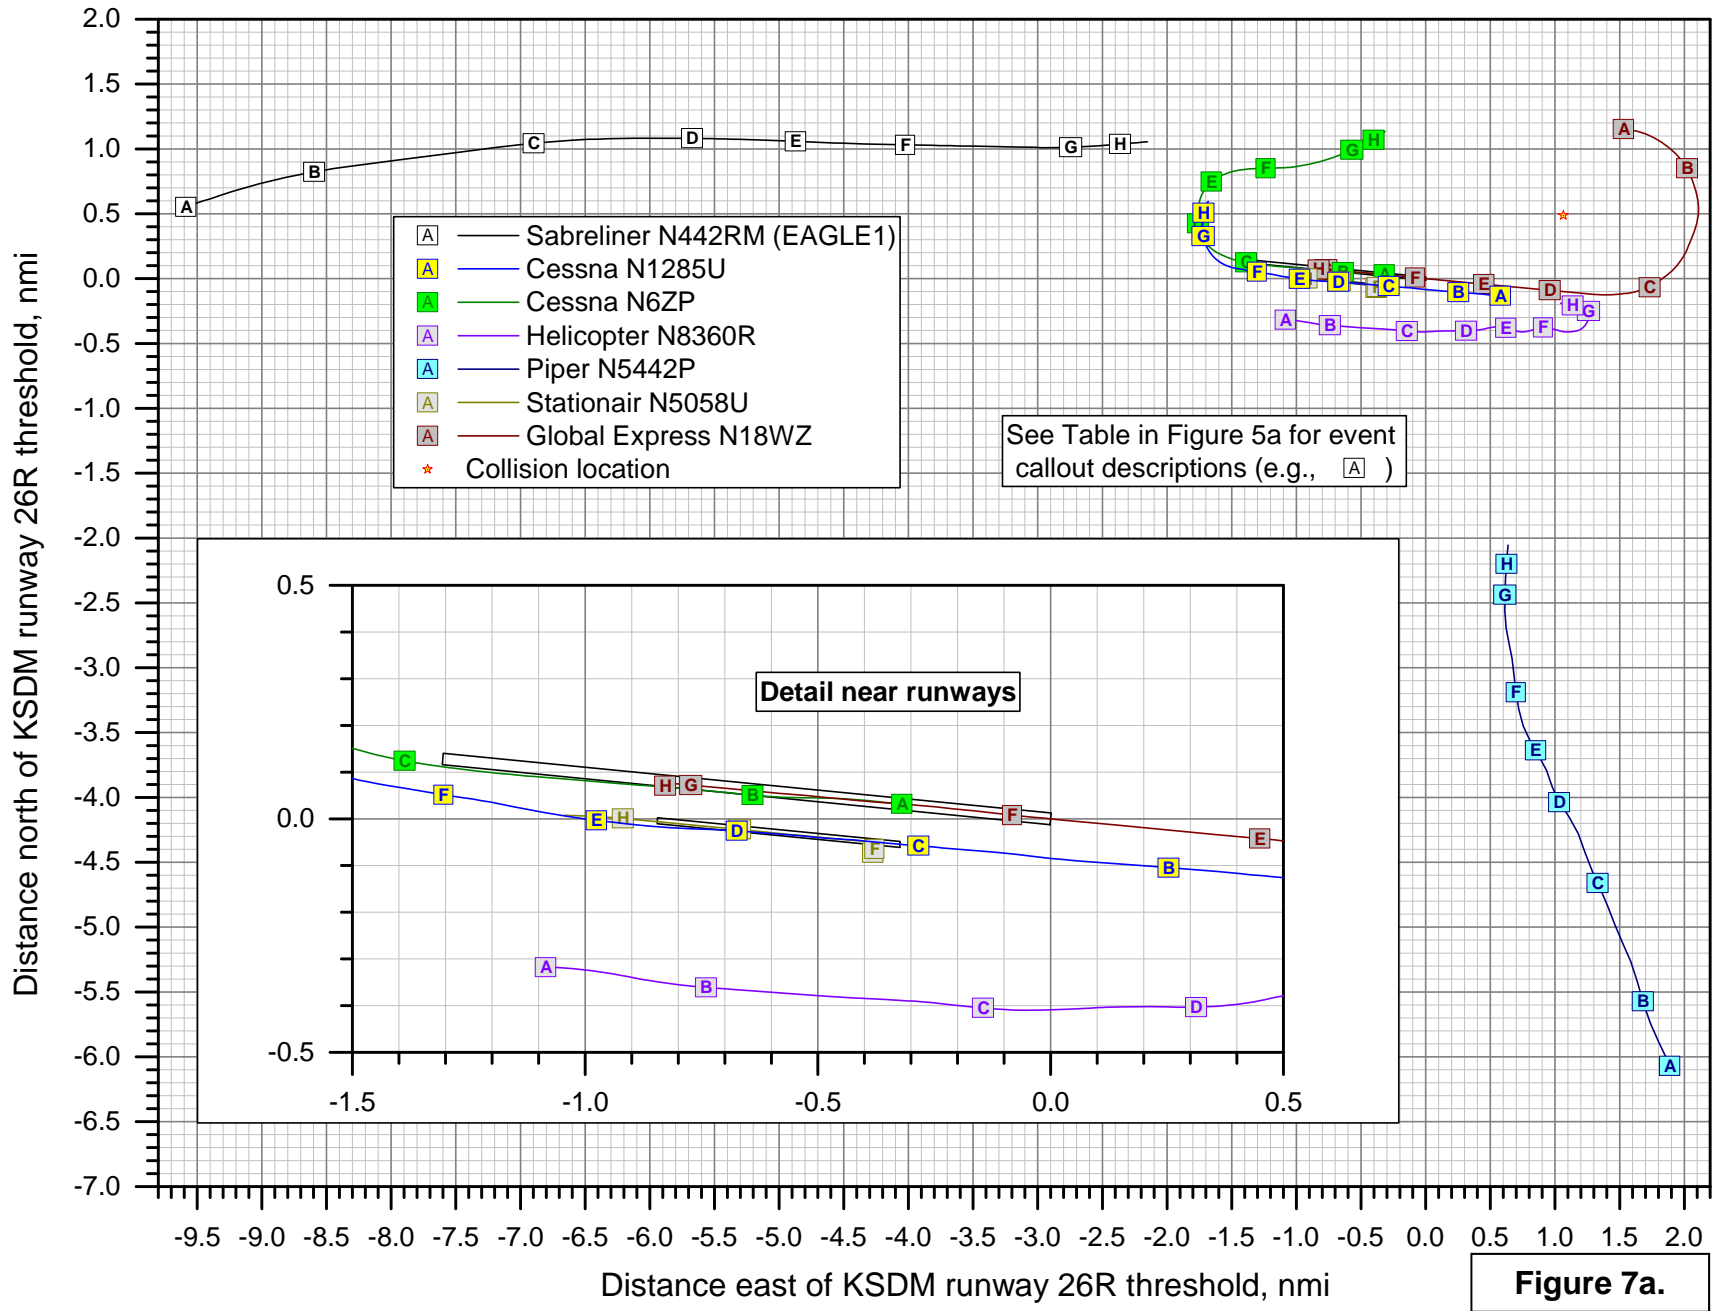 2.0
1.5
1.0
0.5
0.0
-0.5
-1.0
-1.5
-2.0
-2.5
-3.0
-3.5
-4.0
-4.5
-5.0
-5.5
-6.0
-6.5
-7.0
Distance north of KSDM runway 26R threshold, nmi
A B C D E F G H
H G F E
A B C D E F G H
H G F E D C B A
A B C D E F G H
A Sabreliner N442RM (EAGLE1)
A Cessna N1285U
A Cessna N6ZP
A Helicopter N8360R
A Piper N5442P
A Stationair N5058U
A Global Express N18WZ
Collision location
See Table in Figure 5a for event
callout descriptions (e.g., A )
H
G
F
E
D
C
B
A
Detail near runways
0.5
0.0
-0.5
C H G B A F E
F E H D F C B
A B C D
-1.5 -1.0 -0.5 0.0 0.5
-9.5 -9.0 -8.5 -8.0 -7.5 -7.0 -6.5 -6.0 -5.5 -5.0 -4.5 -4.0 -3.5 -3.0 -2.5 -2.0 -1.5 -1.0 -0.5 0.0 0.5 1.0 1.5 2.0
Distance east of KSDM runway 26R threshold, nmi
Figure 7a.